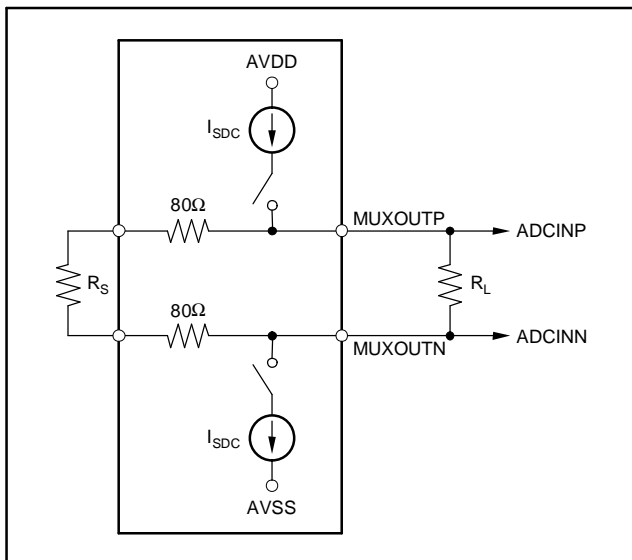 AVDD
I_SDC
80Ω
MUXOUTP
ADCINP
R_S
R_L
80Ω
MUXOUTN
ADCINN
I_SDC
AVSS